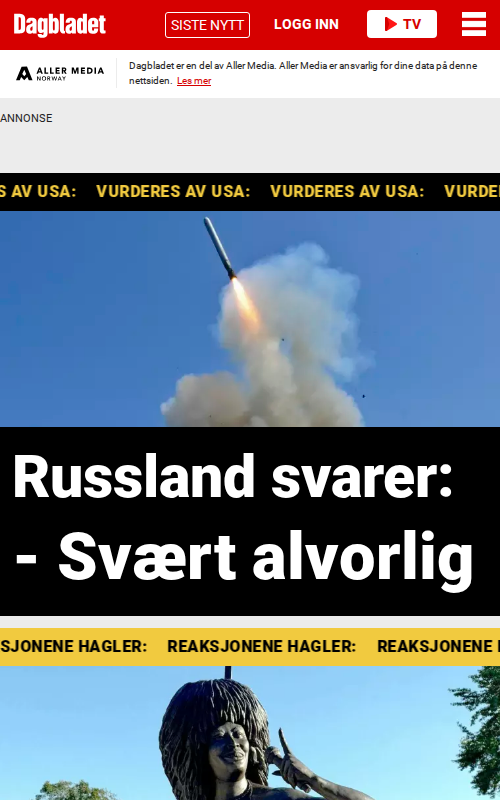 Dagbladet
SISTE NYTT
LOGG INN
TV
ALLER MEDIA
NORWAY
Dagbladet er en del av Aller Media. Aller Media er ansvarlig for dine data på denne
nettsiden. Les mer
ANNONSE
S AV USA: VURDERES AV USA: VURDERES AV USA: VURDE
Russland svarer:
- Svært alvorlig
SJONENE HAGLER: REAKSJONENE HAGLER: REAKSJONENE